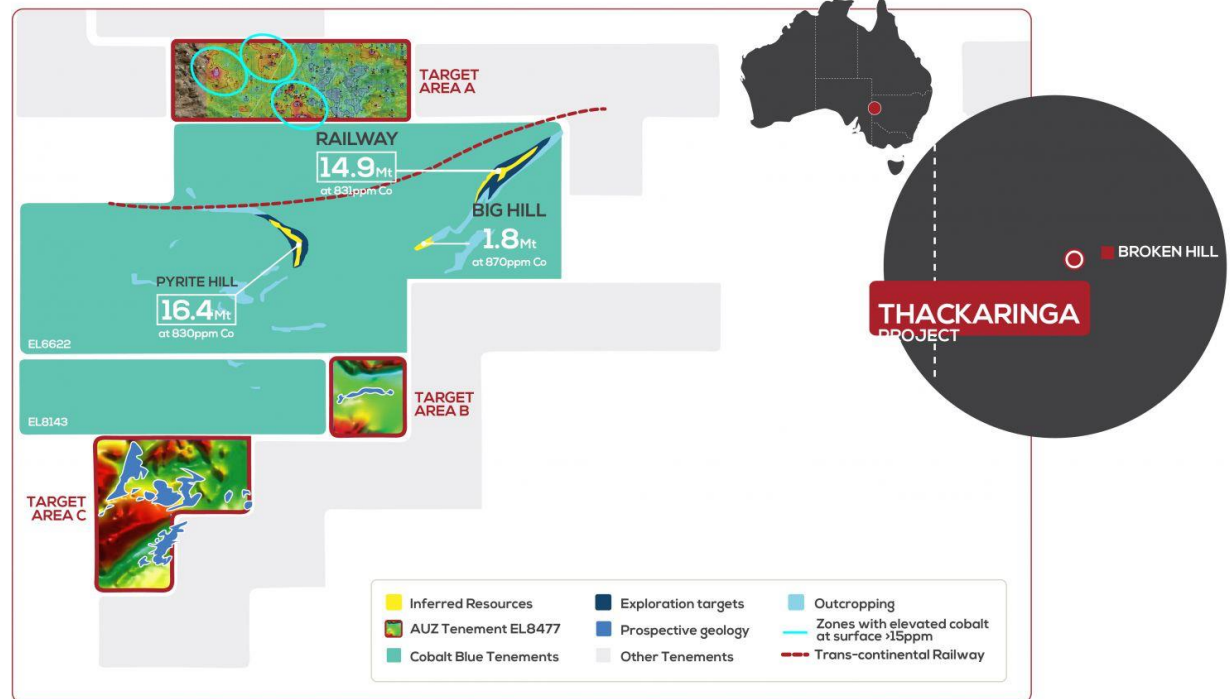 TARGET
AREA A
RAILWAY
14.9Mt
at 831ppm Co
BIG HILL
1.8Mt
at 870ppm Co
PYRITE HILL
16.4Mt
at 830ppm Co
EL6622
EL8143
TARGET
AREA B
TARGET
AREA C
BROKEN HILL
THACKARINGA
PROJECT
Inferred Resources
AUZ Tenement EL8477
Cobalt Blue Tenements
Exploration targets
Prospective geology
Other Tenements
Outcropping
Zones with elevated cobalt
at surface >15ppm
Trans-continental Railway